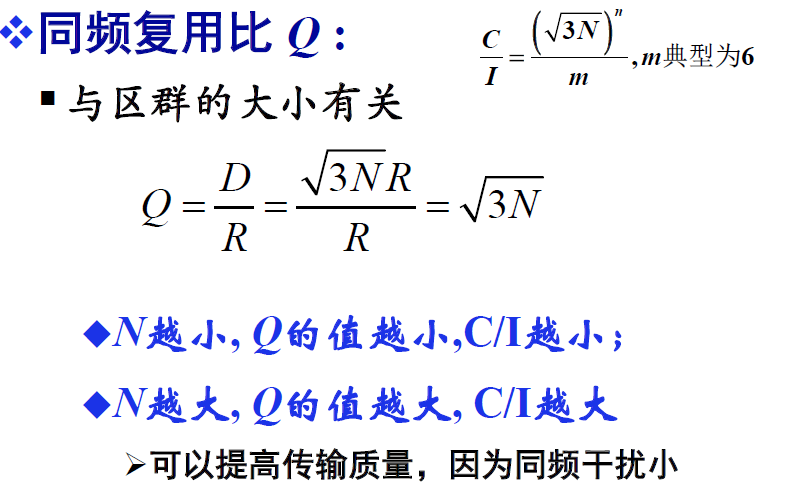 ❖同频复用比 Q：
C/I = (√3N)^n / m ,m典型为6
▪ 与区群的大小有关
Q = D/R = √3N R / R = √3N
◆N越小, Q的值越小,C/I越小；
◆N越大, Q的值越大, C/I越大
➢可以提高传输质量，因为同频干扰小